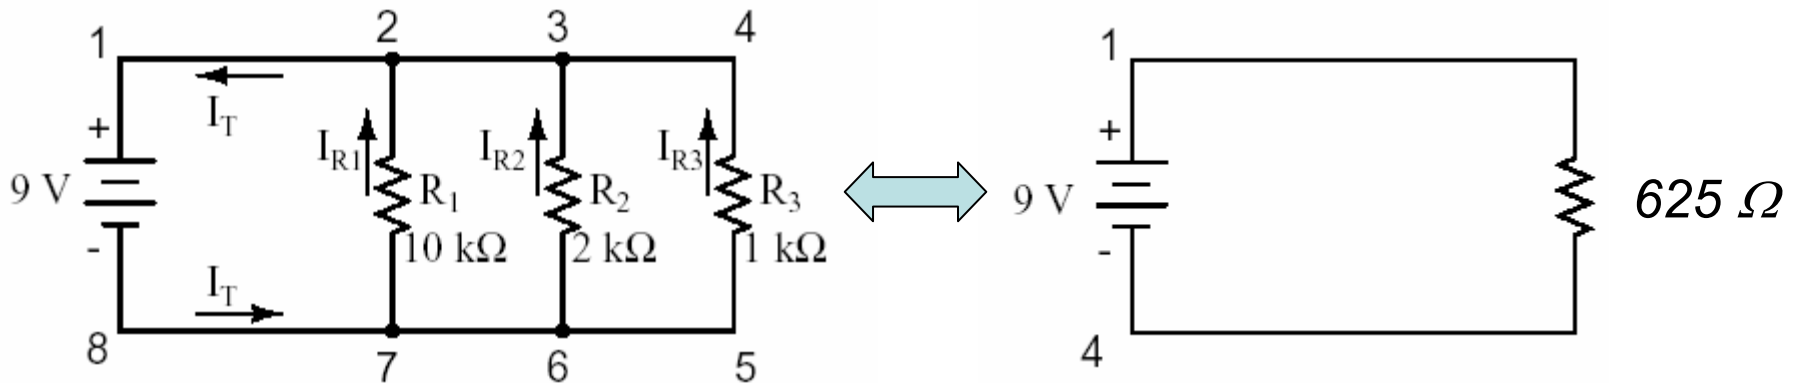 1
2
3
4
I_T
+
9 V
-
I_R1
R_1
10 kΩ
I_R2
R_2
2 kΩ
I_R3
R_3
1 kΩ
I_T
8
7
6
5
1
+
9 V
-
625 Ω
4